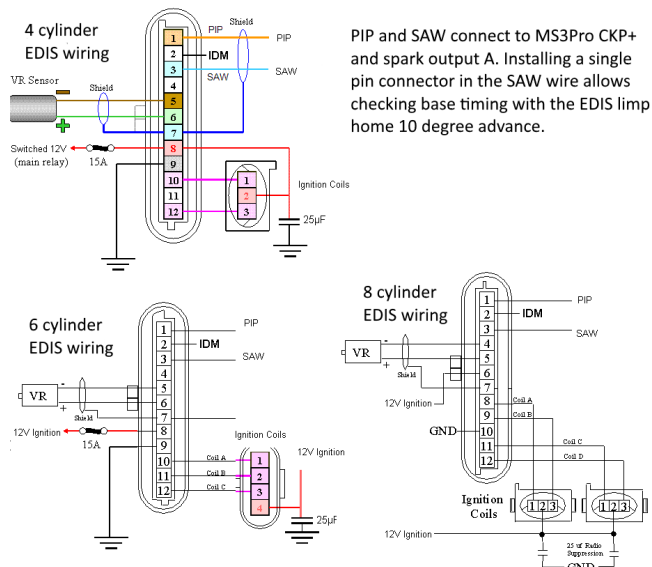 4 cylinder
EDIS wiring
PIP
Shield
PIP
IDM
SAW
SAW
VR Sensor
Shield
1
2
3
4
5
6
7
8
9
10
11
12
Switched 12V
(main relay)
15A
1
2
3
Ignition Coils
25µF
PIP and SAW connect to MS3Pro CKP+
and spark output A. Installing a single
pin connector in the SAW wire allows
checking base timing with the EDIS limp
home 10 degree advance.
6 cylinder
EDIS wiring
PIP
IDM
SAW
1
2
3
4
5
6
7
8
9
10
11
12
VR
-
+
Shield
12V Ignition
15A
Coil A
Coil B
Coil C
Ignition Coils
1
2
3
4
12V Ignition
25µF
8 cylinder
EDIS wiring
PIP
IDM
SAW
1
2
3
4
5
6
7
8
9
10
11
12
VR
-
+
Shield
12V Ignition
GND
Coil A
Coil B
Coil C
Coil D
Ignition
Coils
1 2 3
1 2 3
12V Ignition
25 uf Radio
Suppression
GND